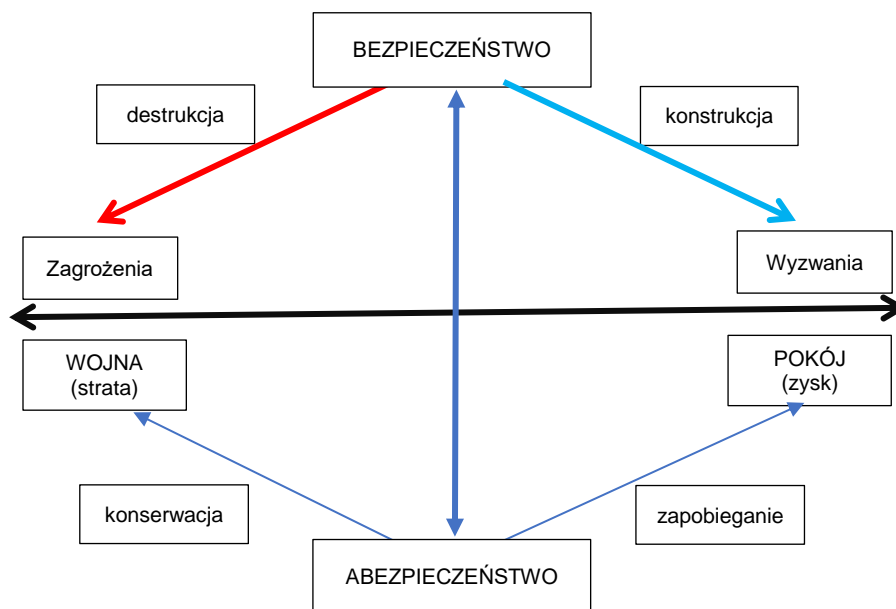 BEZPIECZEŃSTWO
destrukcja
konstrukcja
Zagrożenia
Wyzwania
WOJNA
(strata)
POKÓJ
(zysk)
konserwacja
zapobieganie
ABEZPIECZEŃSTWO